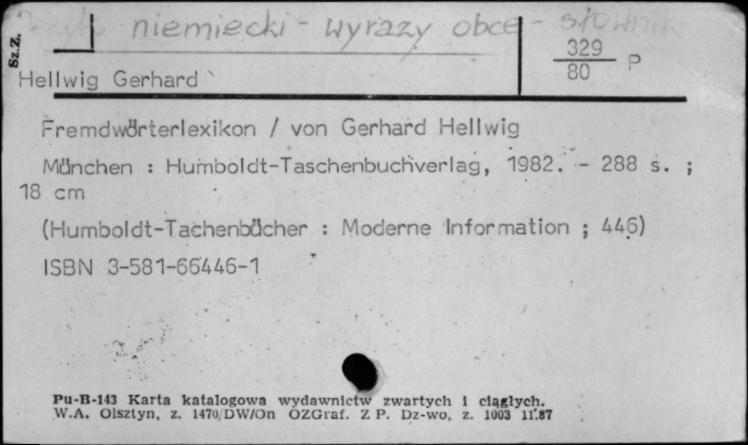 Język niemiecki - wyrazy obce - słownik
Sz.Z.
329
80 P
Hellwig Gerhard
Fremdwörterlexikon / von Gerhard Hellwig
München : Humboldt-Taschenbuchverlag, 1982. - 288 s. ;
18 cm
(Humboldt-Tachenbücher : Moderne Information ; 446)
ISBN 3-581-66446-1
Pu-B-143 Karta katalogowa wydawnictw zwartych i ciągłych.
W.A. Olsztyn, z. 1470/DW/On OZGraf. Z P. Dz-wo, z. 1003 11.87